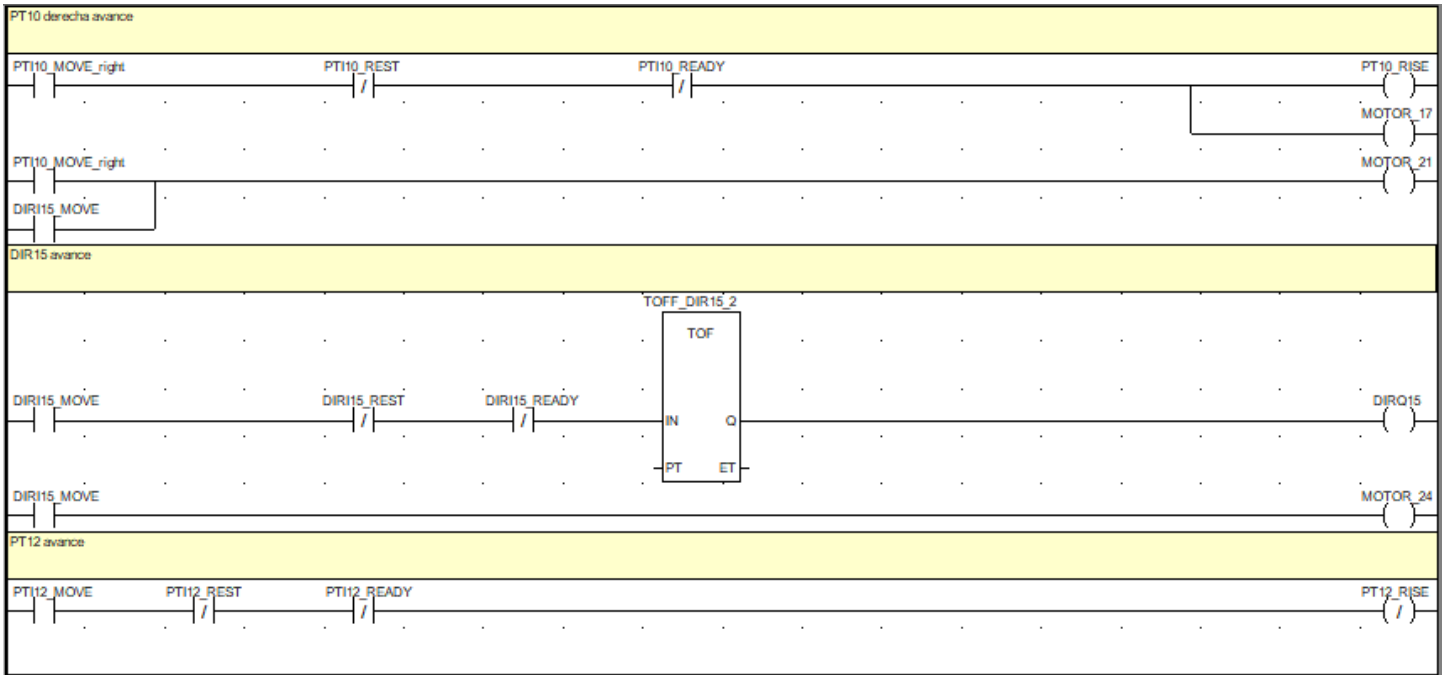 PT10 derecha avance
PTI10_MOVE_right PTI10_REST PTI10_READY PT10_RISE
MOTOR_17
PTI10_MOVE_right MOTOR_21
DIRI15_MOVE
DIR15 avance
TOFF_DIR15_2
TOF
DIRI15_MOVE DIRI15_REST DIRI15_READY DIRQ15
IN Q
PT ET
DIRI15_MOVE MOTOR_24
PT12 avance
PTI12_MOVE PTI12_REST PTI12_READY PT12_RISE